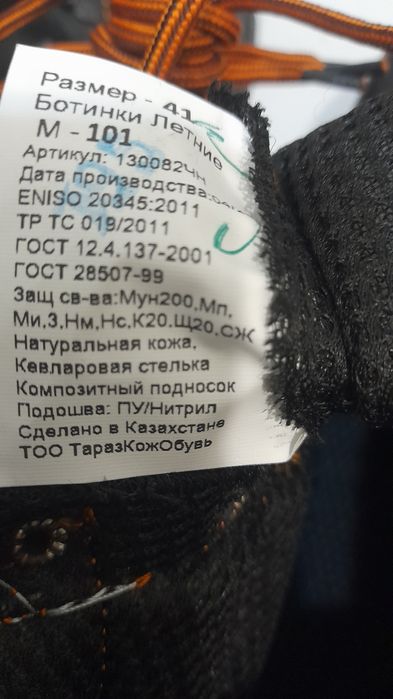 Размер - 41
Ботинки Летние
М - 101
Артикул: 130082ЧН
Дата производства:
ENISO 20345:2011
ТР ТС 019/2011
ГОСТ 12.4.137-2001
ГОСТ 28507-99
Защ св-ва:Мун200,Мп,
Ми,З,Нм,Нс,К20,Щ20,СЖ
Натуральная кожа,
Кевларовая стелька
Композитный подносок
Подошва: ПУ/Нитрил
Сделано в Казахстане
ТОО ТаразКожОбувь